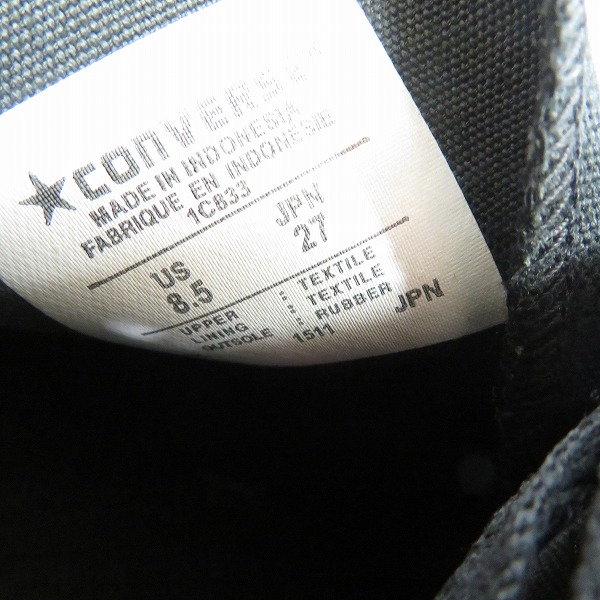 ★CONVERSE®
MADE IN INDONESIA
FABRIQUE EN INDONESIE
1C833
US JPN
8.5 27
UPPER : TEXTILE
LINING : TEXTILE
OUTSOLE : RUBBER
1511 JPN